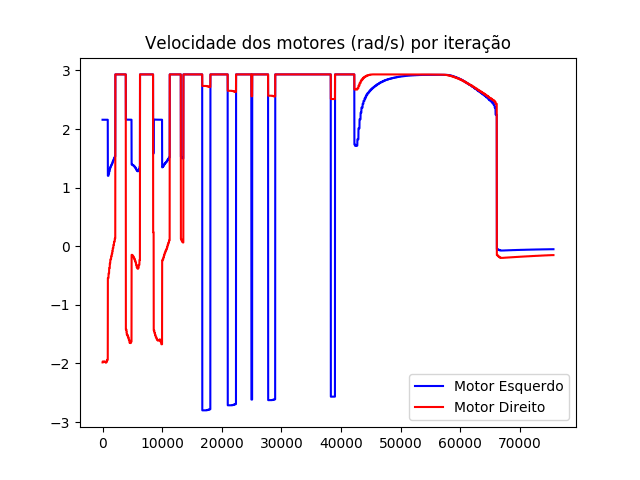 Velocidade dos motores (rad/s) por iteração
3
2
1
0
−1
−2
−3
0 10000 20000 30000 40000 50000 60000 70000
Motor Esquerdo
Motor Direito